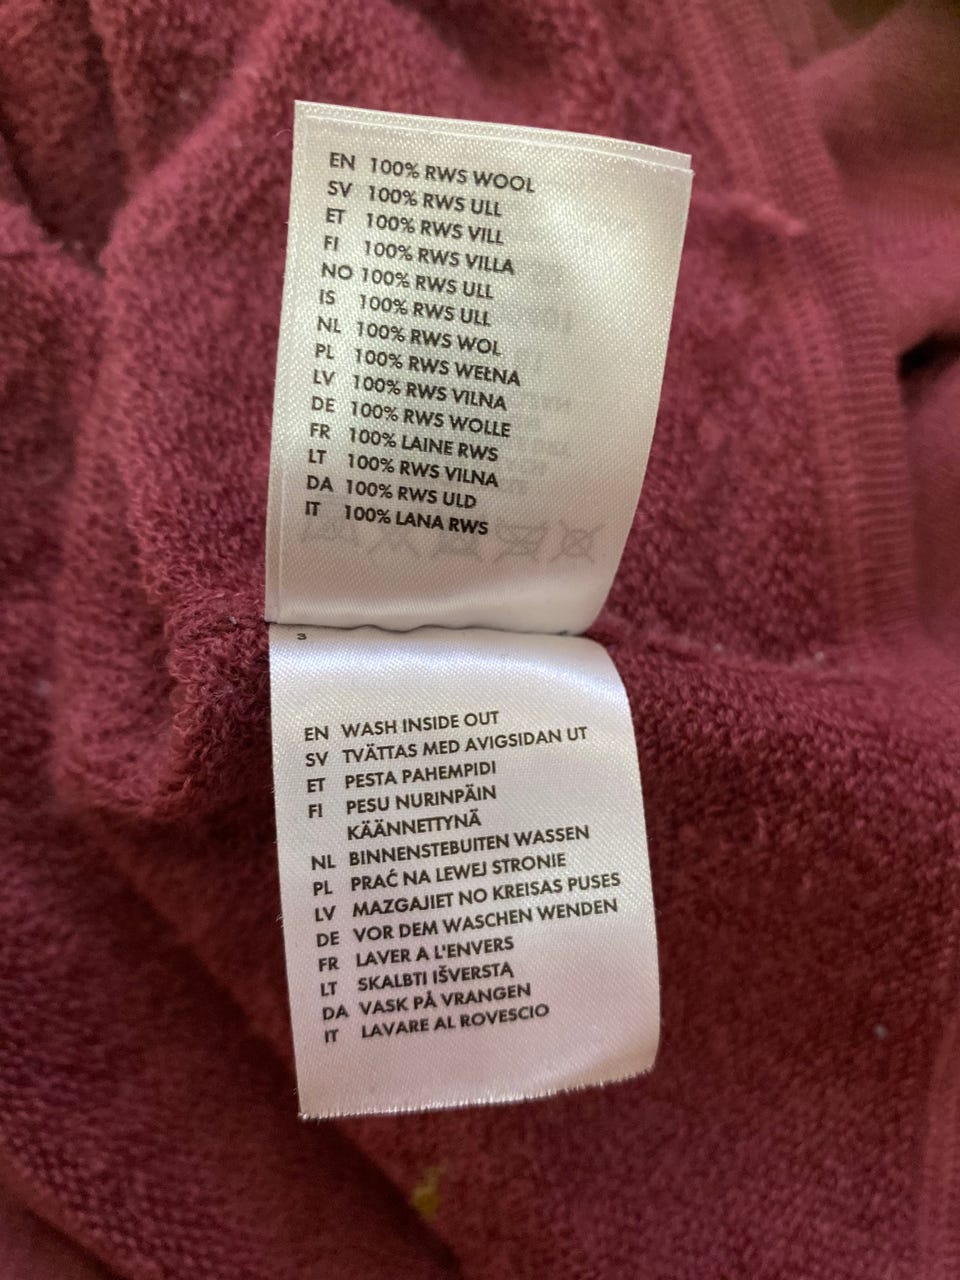 EN 100% RWS WOOL
SV 100% RWS ULL
ET 100% RWS VILL
FI 100% RWS VILLA
NO 100% RWS ULL
IS 100% RWS ULL
NL 100% RWS WOL
PL 100% RWS WEŁNA
LV 100% RWS VILNA
DE 100% RWS WOLLE
FR 100% LAINE RWS
LT 100% RWS VILNA
DA 100% RWS ULD
IT 100% LANA RWS
3
EN WASH INSIDE OUT
SV TVÄTTAS MED AVIGSIDAN UT
ET PESTA PAHEMPIDI
FI PESU NURINPÄIN
KÄÄNNETTYNÄ
NL BINNENSTEBUITEN WASSEN
PL PRAĆ NA LEWEJ STRONIE
LV MAZGAJIET NO KREISAS PUSES
DE VOR DEM WASCHEN WENDEN
FR LAVER A L'ENVERS
LT SKALBTI IŠVERSTĄ
DA VASK PÅ VRANGEN
IT LAVARE AL ROVESCIO